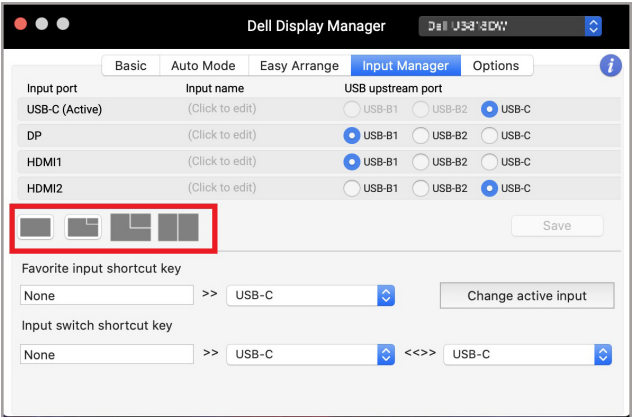 Dell Display Manager
Basic Auto Mode Easy Arrange Input Manager Options i
Input port Input name USB upstream port
USB-C (Active) (Click to edit) USB-B1 USB-B2 USB-C
DP (Click to edit) USB-B1 USB-B2 USB-C
HDMI1 (Click to edit) USB-B1 USB-B2 USB-C
HDMI2 (Click to edit) USB-B1 USB-B2 USB-C
Save
Favorite input shortcut key
None >> USB-C Change active input
Input switch shortcut key
None >> USB-C <<>> USB-C